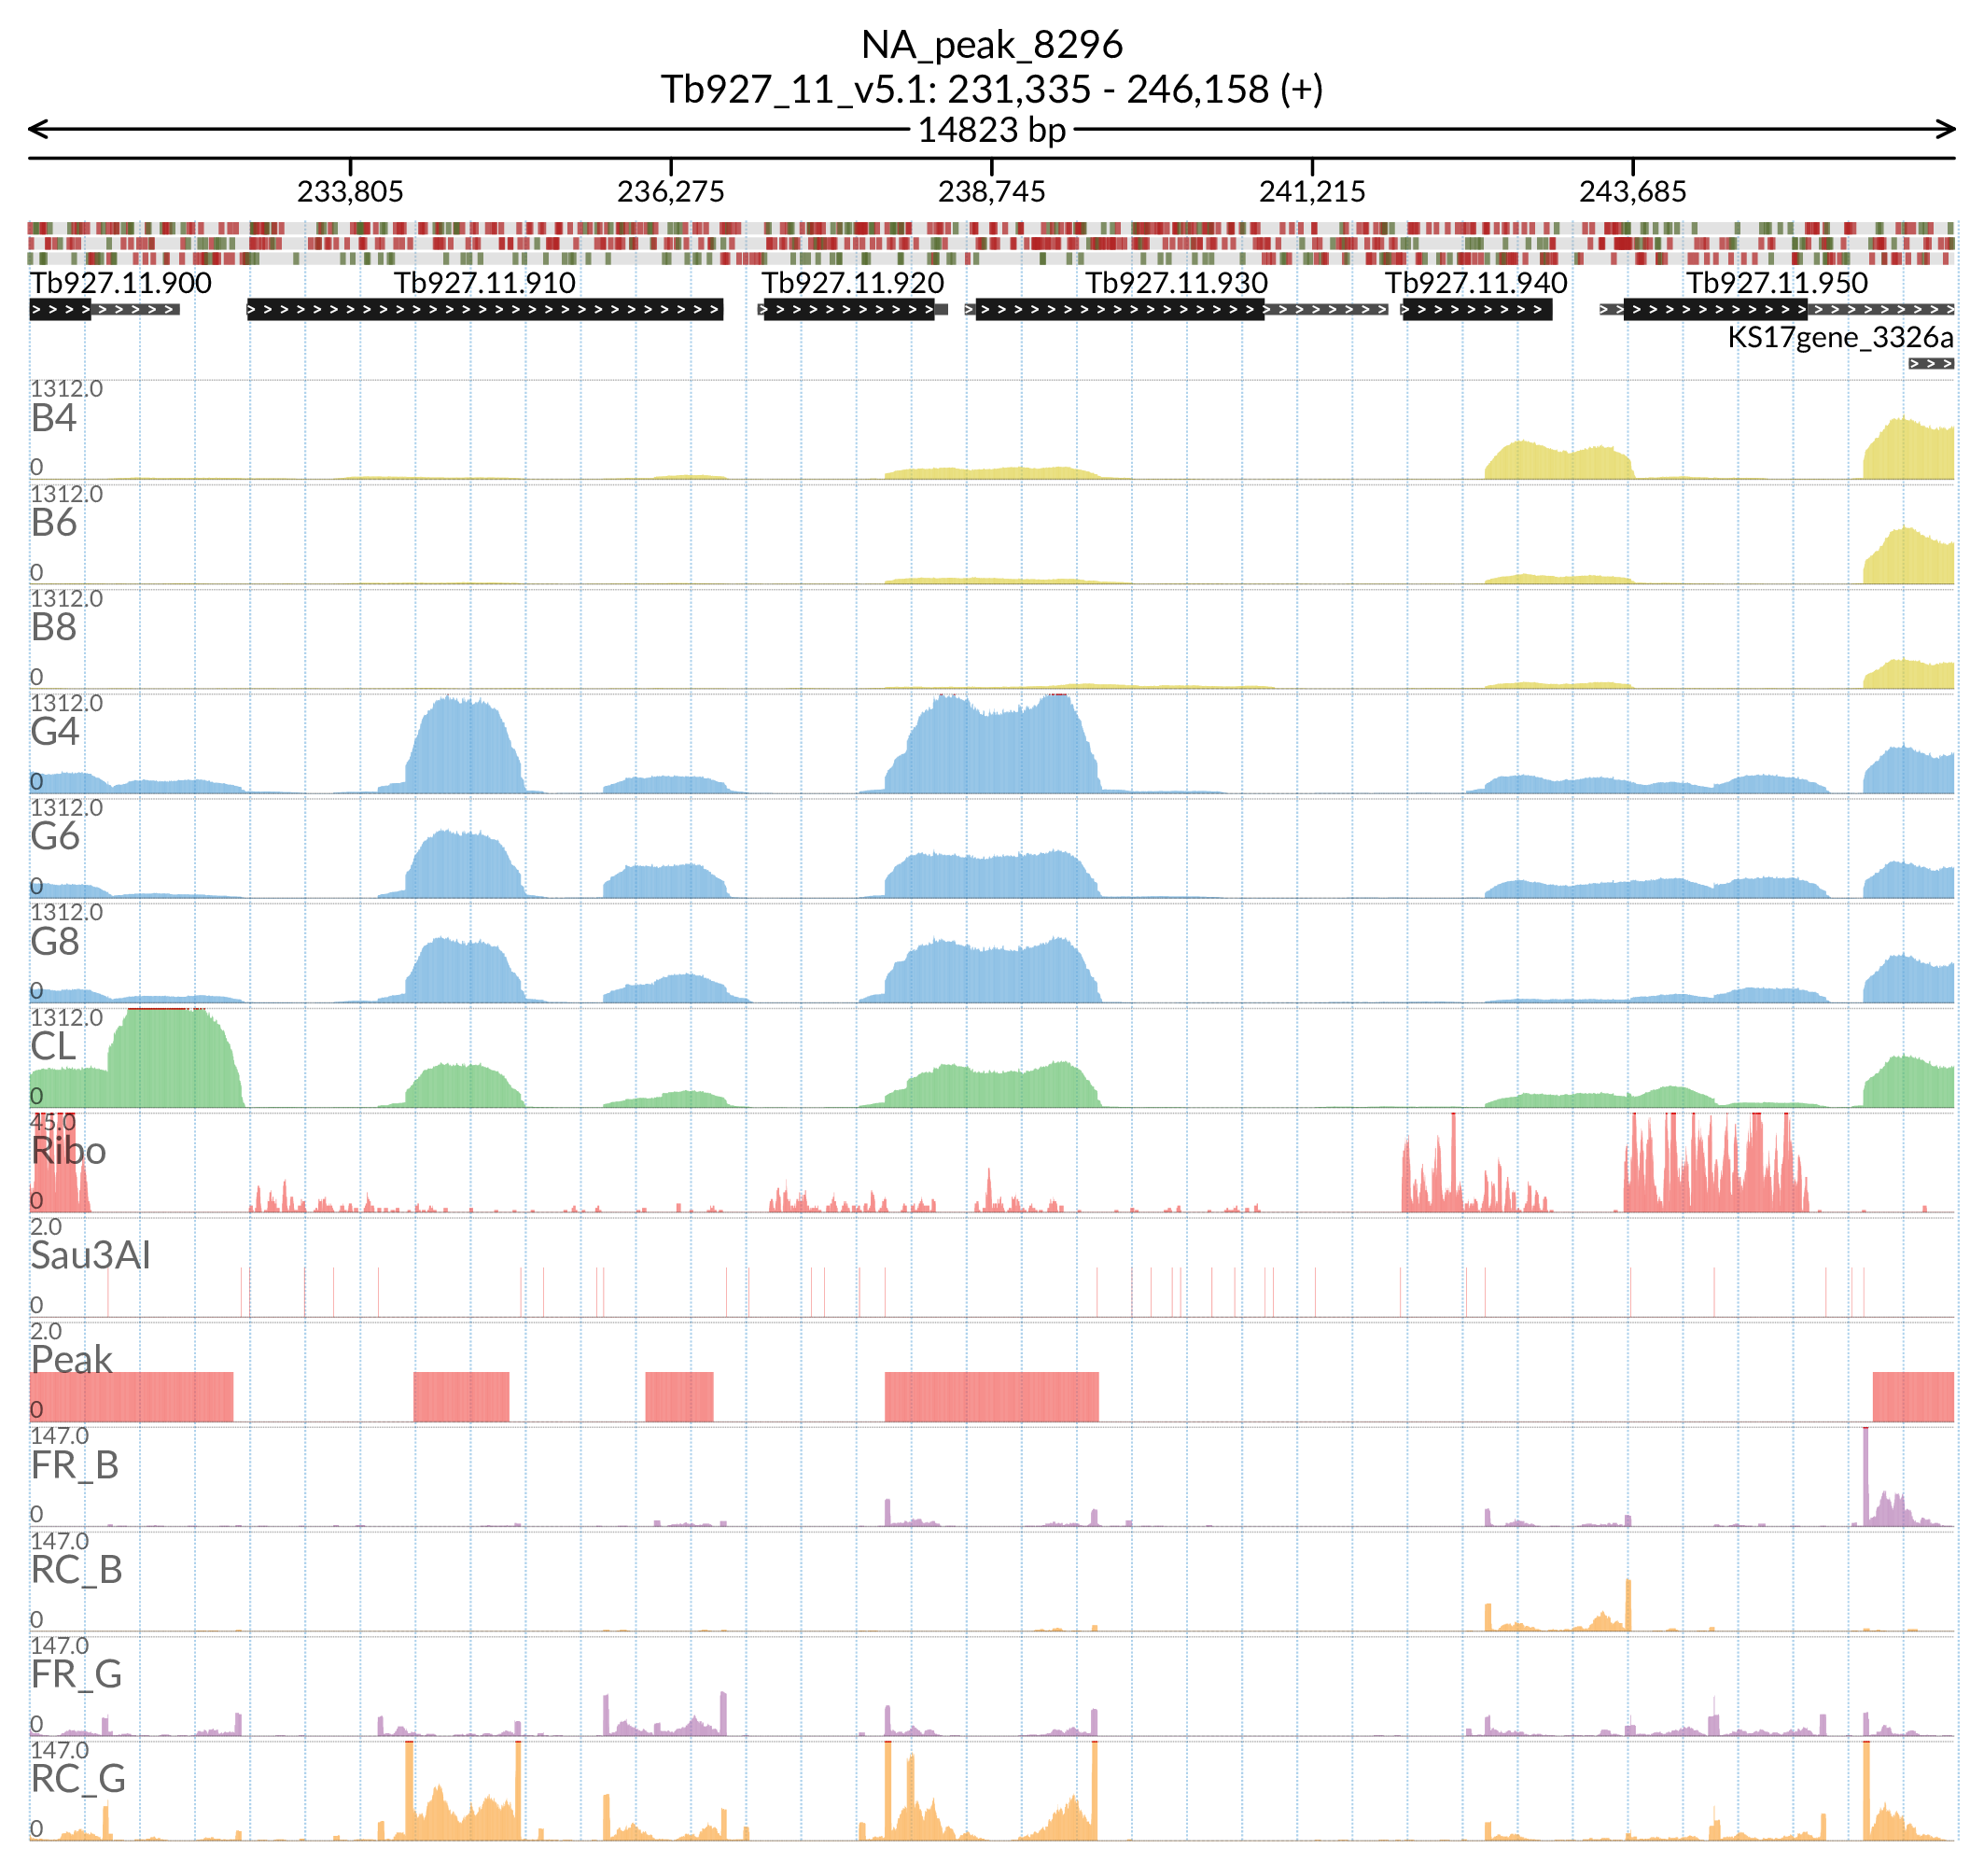 NA_peak_8296
Tb927_11_v5.1: 231,335 - 246,158 (+)
14823 bp
233,805 236,275 238,745 241,215 243,685
Tb927.11.900 Tb927.11.910 Tb927.11.920 Tb927.11.930 Tb927.11.940 Tb927.11.950
KS17gene_3326a
1312.0
B4
0
1312.0
B6
0
1312.0
B8
0
1312.0
G4
0
1312.0
G6
0
1312.0
G8
0
1312.0
CL
0
45.0
Ribo
0
2.0
Sau3AI
0
2.0
Peak
0
147.0
FR_B
0
147.0
RC_B
0
147.0
FR_G
0
147.0
RC_G
0